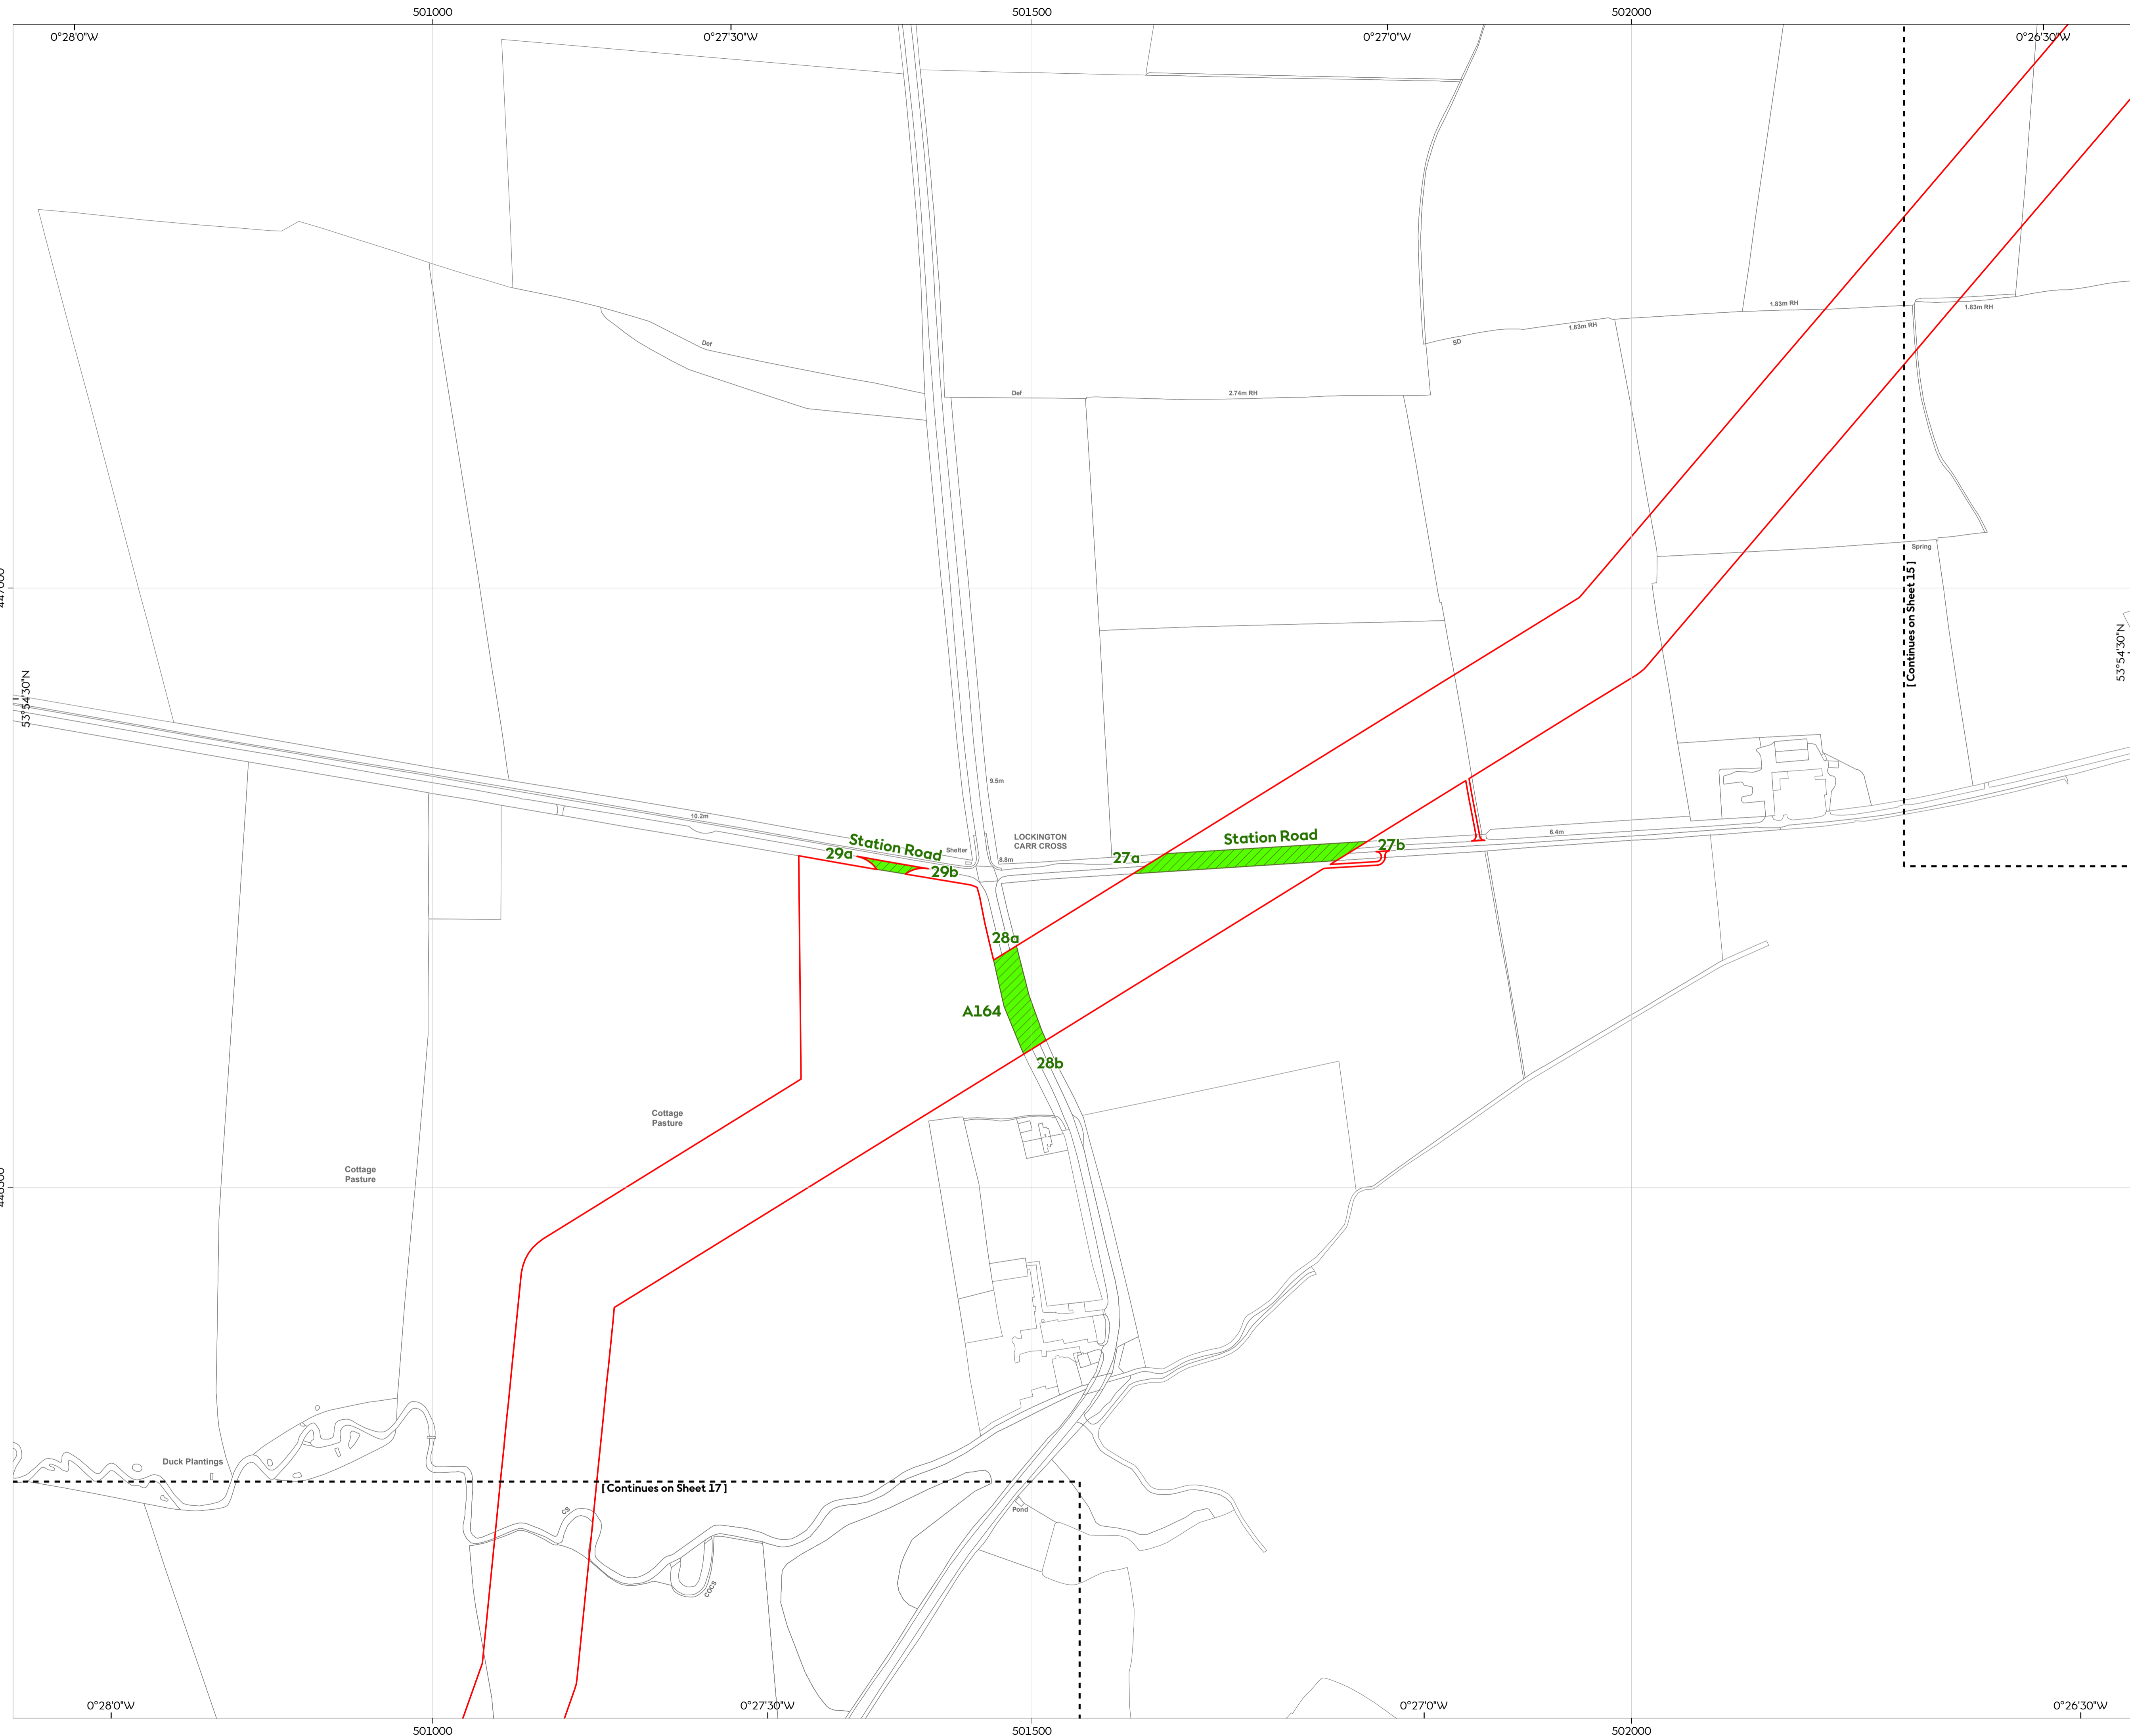 501000
501500
502000
0°28'0"W
0°27'30"W
0°27'0"W
0°26'30"W
1.83m RH
1.83m RH
1.83m RH
SD
Def
Def
2.74m RH
Spring
447000
[ Continues on Sheet 15 ]
53°54'30"N
53°54'30"N
9.5m
10.2m
LOCKINGTON
CARR CROSS
Station Road
Station Road
6.4m
Shelter
29a
27a
27b
8.8m
29b
28a
A164
28b
Cottage
Pasture
Cottage
Pasture
Duck Plantings
[ Continues on Sheet 17 ]
CS
Pond
COCS
0°28'0"W
0°27'30"W
0°27'0"W
0°26'30"W
501000
501500
502000